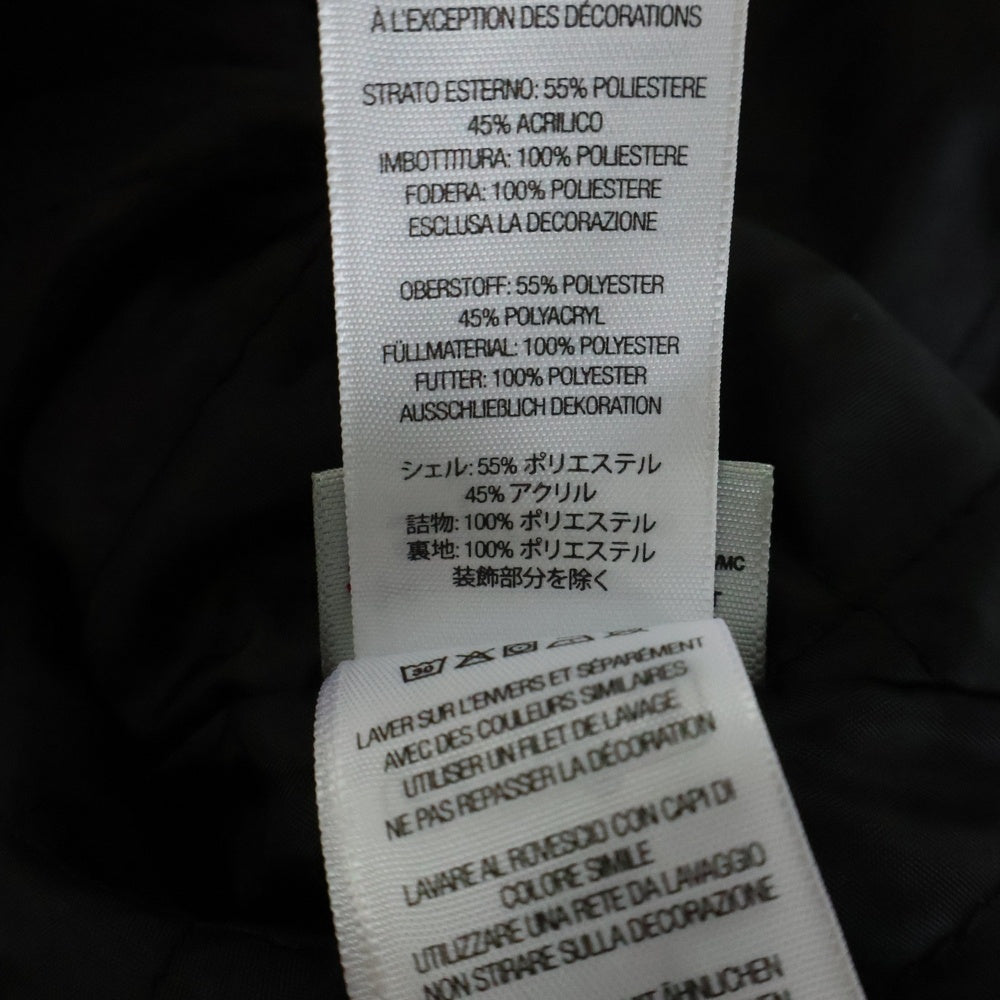 À L'EXCEPTION DES DÉCORATIONS
STRATO ESTERNO: 55% POLIESTERE
45% ACRILICO
IMBOTTITURA: 100% POLIESTERE
FODERA: 100% POLIESTERE
ESCLUSA LA DECORAZIONE
OBERSTOFF: 55% POLYESTER
45% POLYACRYL
FÜLLMATERIAL: 100% POLYESTER
FUTTER: 100% POLYESTER
AUSSCHLIEßLICH DEKORATION
シェル: 55% ポリエステル
45% アクリル
詰物: 100% ポリエステル
裏地: 100% ポリエステル
装飾部分を除く
/MC
30
LAVER SUR L'ENVERS ET SÉPARÉMENT
AVEC DES COULEURS SIMILAIRES
UTILISER UN FILET DE LAVAGE
NE PAS REPASSER LA DÉCORATION
LAVARE AL ROVESCIO CON CAPI DI
COLORE SIMILE
UTILIZZARE UNA RETE DA LAVAGGIO
NON STIRARE SULLA DECORAZIONE
ÄHNLICHEN